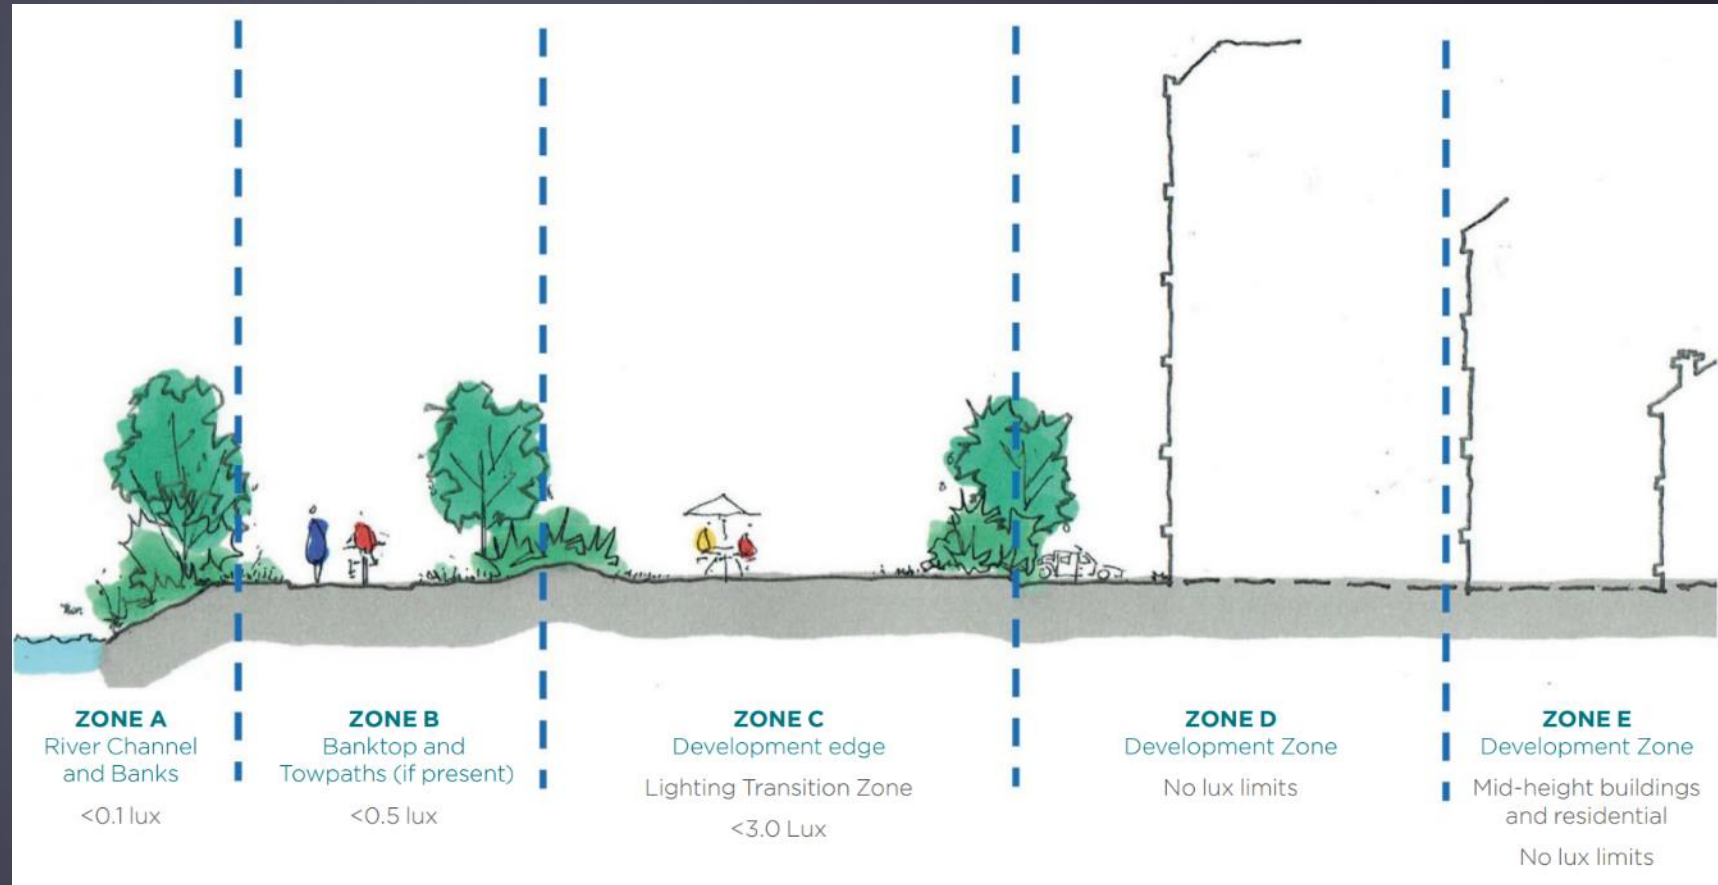 ZONE A
River Channel
and Banks
<0.1 lux
ZONE B
Banktop and
Towpaths (if present)
<0.5 lux
ZONE C
Development edge
Lighting Transition Zone
<3.0 Lux
ZONE D
Development Zone
No lux limits
ZONE E
Development Zone
Mid-height buildings
and residential
No lux limits